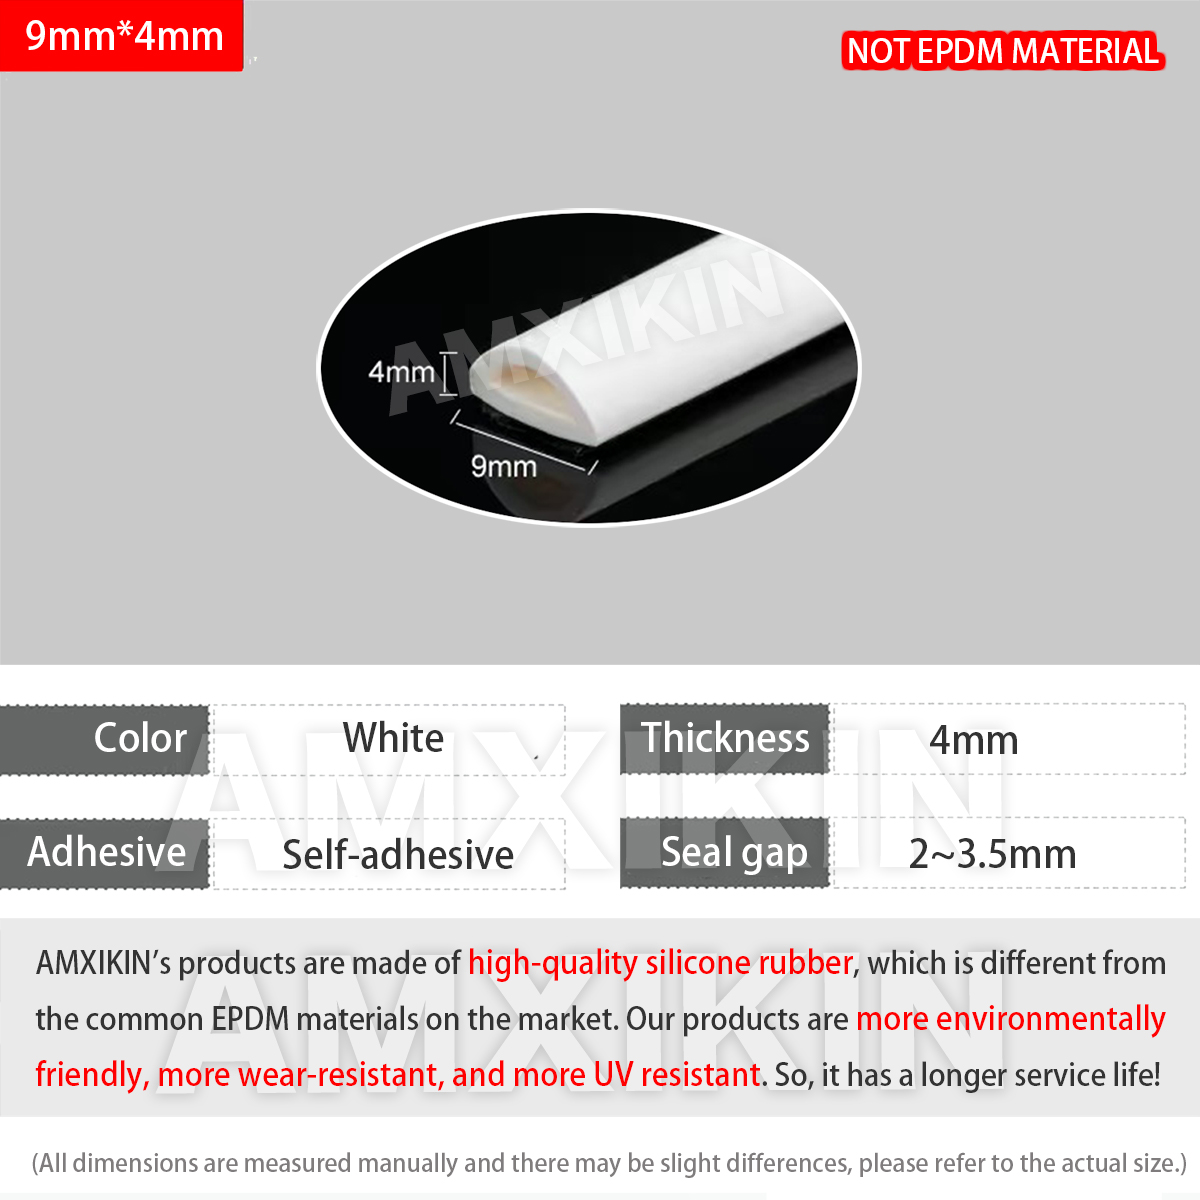 9mm*4mm
NOT EPDM MATERIAL
AMXIKIN
4mm
9mm
Color
White
Thickness
4mm
AMXIKIN
Adhesive
Self-adhesive
Seal gap
2~3.5mm
AMXIKIN’s products are made of high-quality silicone rubber, which is different from
the common EPDM materials on the market. Our products are more environmentally
friendly, more wear-resistant, and more UV resistant. So, it has a longer service life!
AMXIKIN
(All dimensions are measured manually and there may be slight differences, please refer to the actual size.)